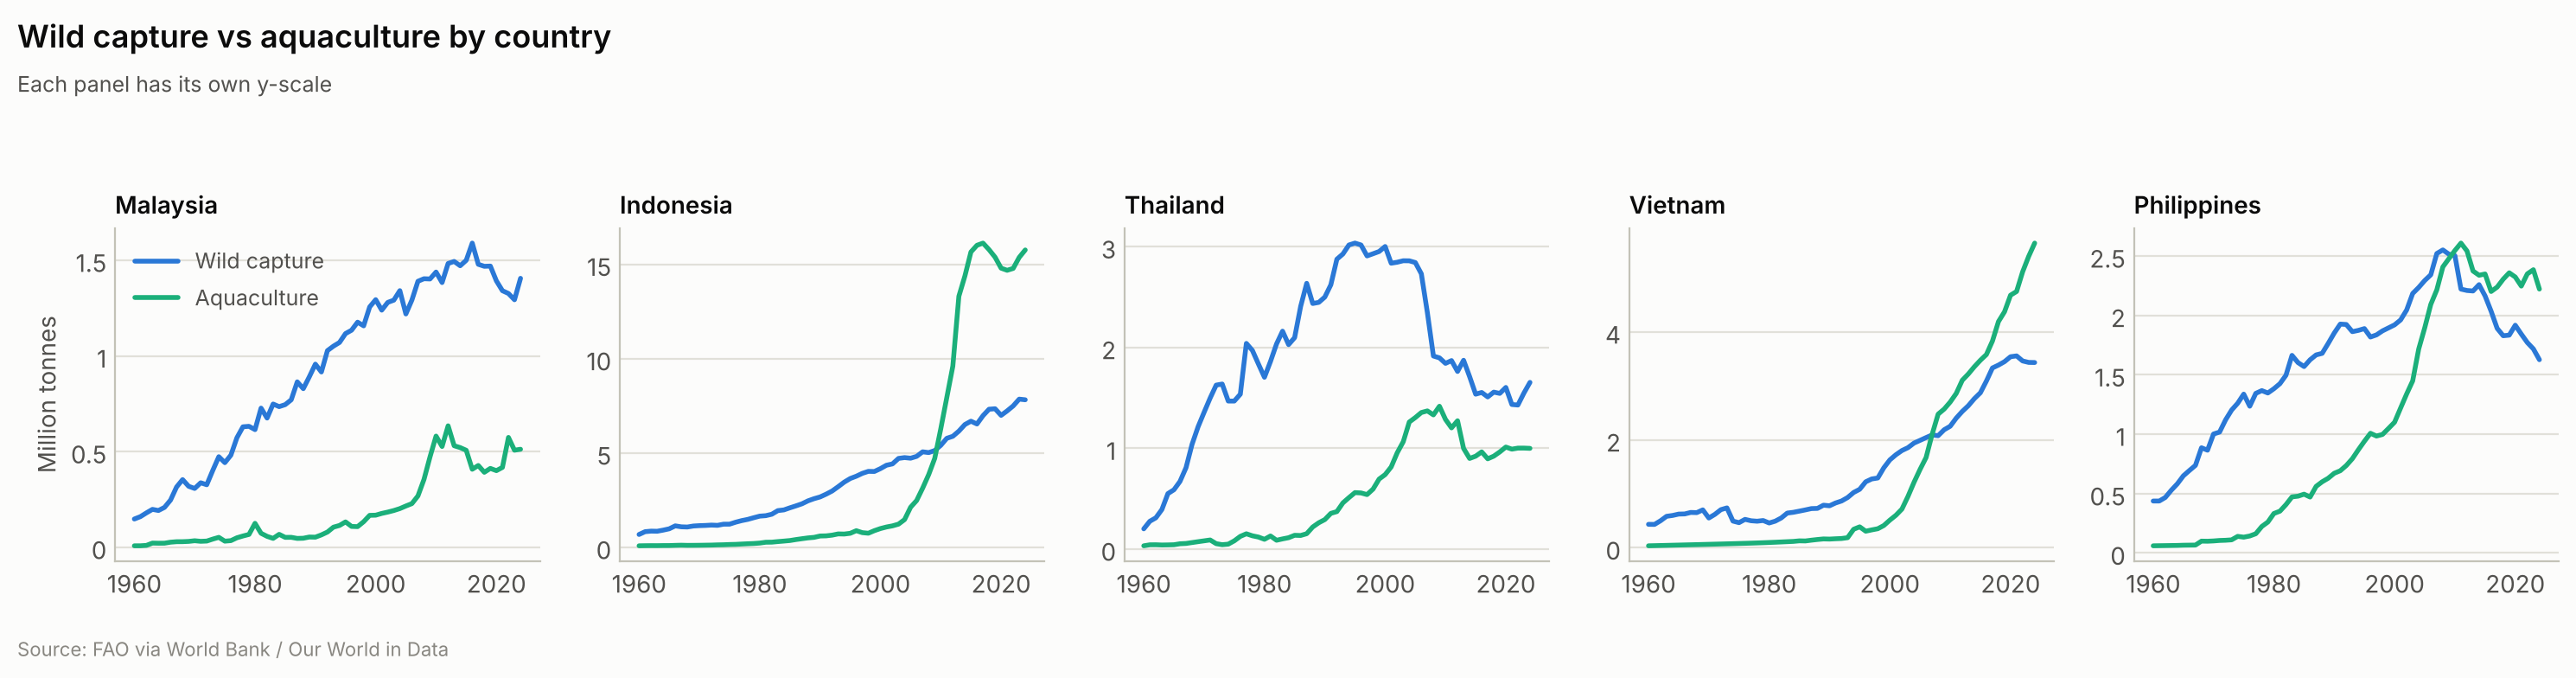 Wild capture vs aquaculture by country
Each panel has its own y-scale
Malaysia
Million tonnes
1.5
1
0.5
0
Wild capture
Aquaculture
1960 1980 2000 2020
Indonesia
15
10
5
0
1960 1980 2000 2020
Thailand
3
2
1
0
1960 1980 2000 2020
Vietnam
4
2
0
1960 1980 2000 2020
Philippines
2.5
2
1.5
1
0.5
0
1960 1980 2000 2020
Source: FAO via World Bank / Our World in Data